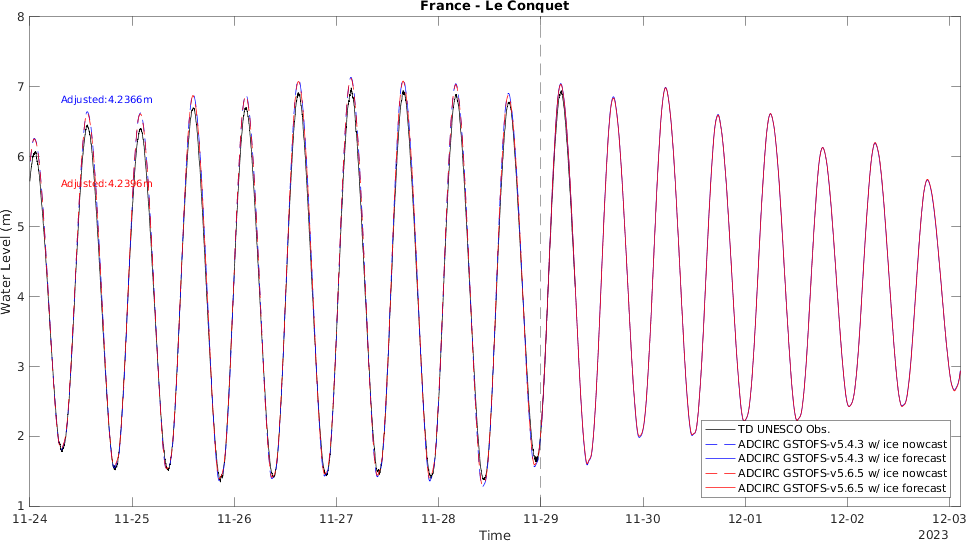 France - Le Conquet
8
7
6
5
4
3
2
1
Water Level (m)
Adjusted:4.2366m
Adjusted:4.2396m
TD UNESCO Obs.
ADCIRC GSTOFS-v5.4.3 w/ ice nowcast
ADCIRC GSTOFS-v5.4.3 w/ ice forecast
ADCIRC GSTOFS-v5.6.5 w/ ice nowcast
ADCIRC GSTOFS-v5.6.5 w/ ice forecast
11-24 11-25 11-26 11-27 11-28 11-29 11-30 12-01 12-02 12-03
Time
2023